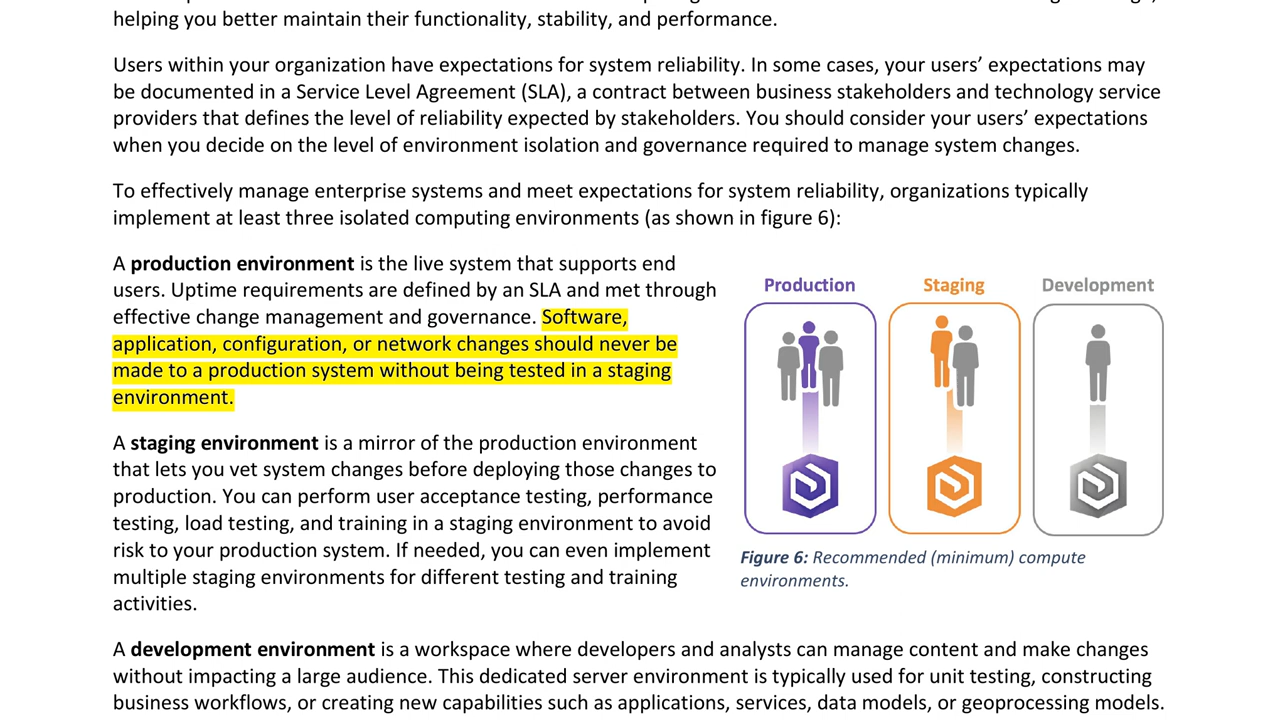 helping you better maintain their functionality, stability, and performance.
Users within your organization have expectations for system reliability. In some cases, your users’ expectations may
be documented in a Service Level Agreement (SLA), a contract between business stakeholders and technology service
providers that defines the level of reliability expected by stakeholders. You should consider your users’ expectations
when you decide on the level of environment isolation and governance required to manage system changes.
To effectively manage enterprise systems and meet expectations for system reliability, organizations typically
implement at least three isolated computing environments (as shown in figure 6):
A production environment is the live system that supports end
users. Uptime requirements are defined by an SLA and met through
effective change management and governance. Software,
application, configuration, or network changes should never be
made to a production system without being tested in a staging
environment.
A staging environment is a mirror of the production environment
that lets you vet system changes before deploying those changes to
production. You can perform user acceptance testing, performance
testing, load testing, and training in a staging environment to avoid
risk to your production system. If needed, you can even implement
multiple staging environments for different testing and training
activities.
Production Staging Development
Figure 6: Recommended (minimum) compute
environments.
A development environment is a workspace where developers and analysts can manage content and make changes
without impacting a large audience. This dedicated server environment is typically used for unit testing, constructing
business workflows, or creating new capabilities such as applications, services, data models, or geoprocessing models.